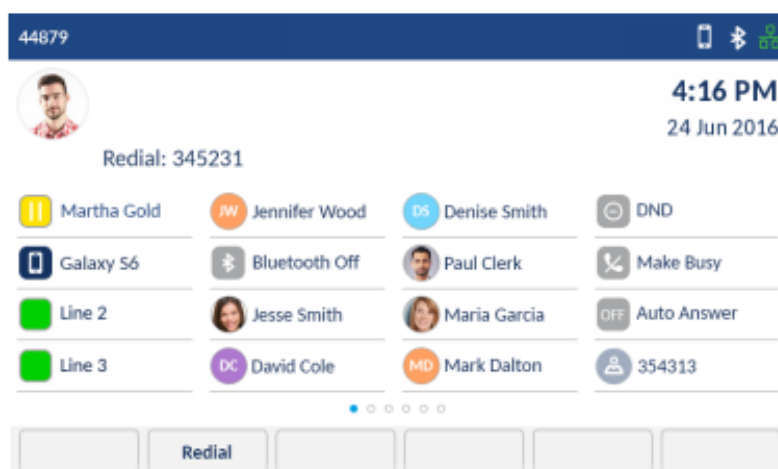 44879
4:16 PM
24 Jun 2016
Redial: 345231
Martha Gold JW Jennifer Wood DS Denise Smith DND
Galaxy S6 Bluetooth Off Paul Clerk Make Busy
Line 2 Jesse Smith Maria Garcia OFF Auto Answer
Line 3 DC David Cole MD Mark Dalton 354313
Redial